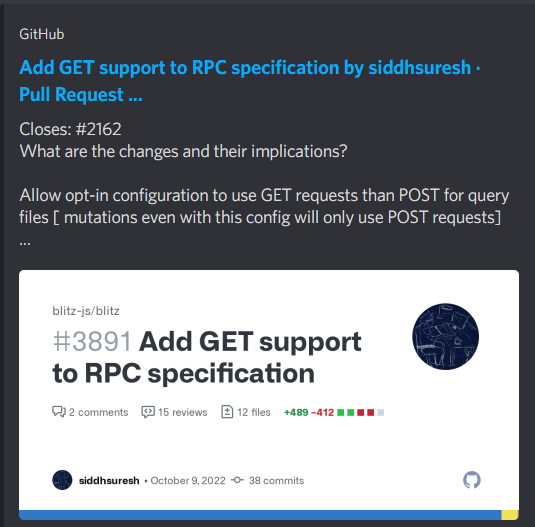 GitHub
Add GET support to RPC specification by siddhsuresh ·
Pull Request ...
Closes: #2162
What are the changes and their implications?
Allow opt-in configuration to use GET requests than POST for query
files [ mutations even with this config will only use POST requests]
...
blitz-js/blitz
#3891 Add GET support
to RPC specification
2 comments 15 reviews 12 files +489 −412
siddhsuresh • October 9, 2022 38 commits